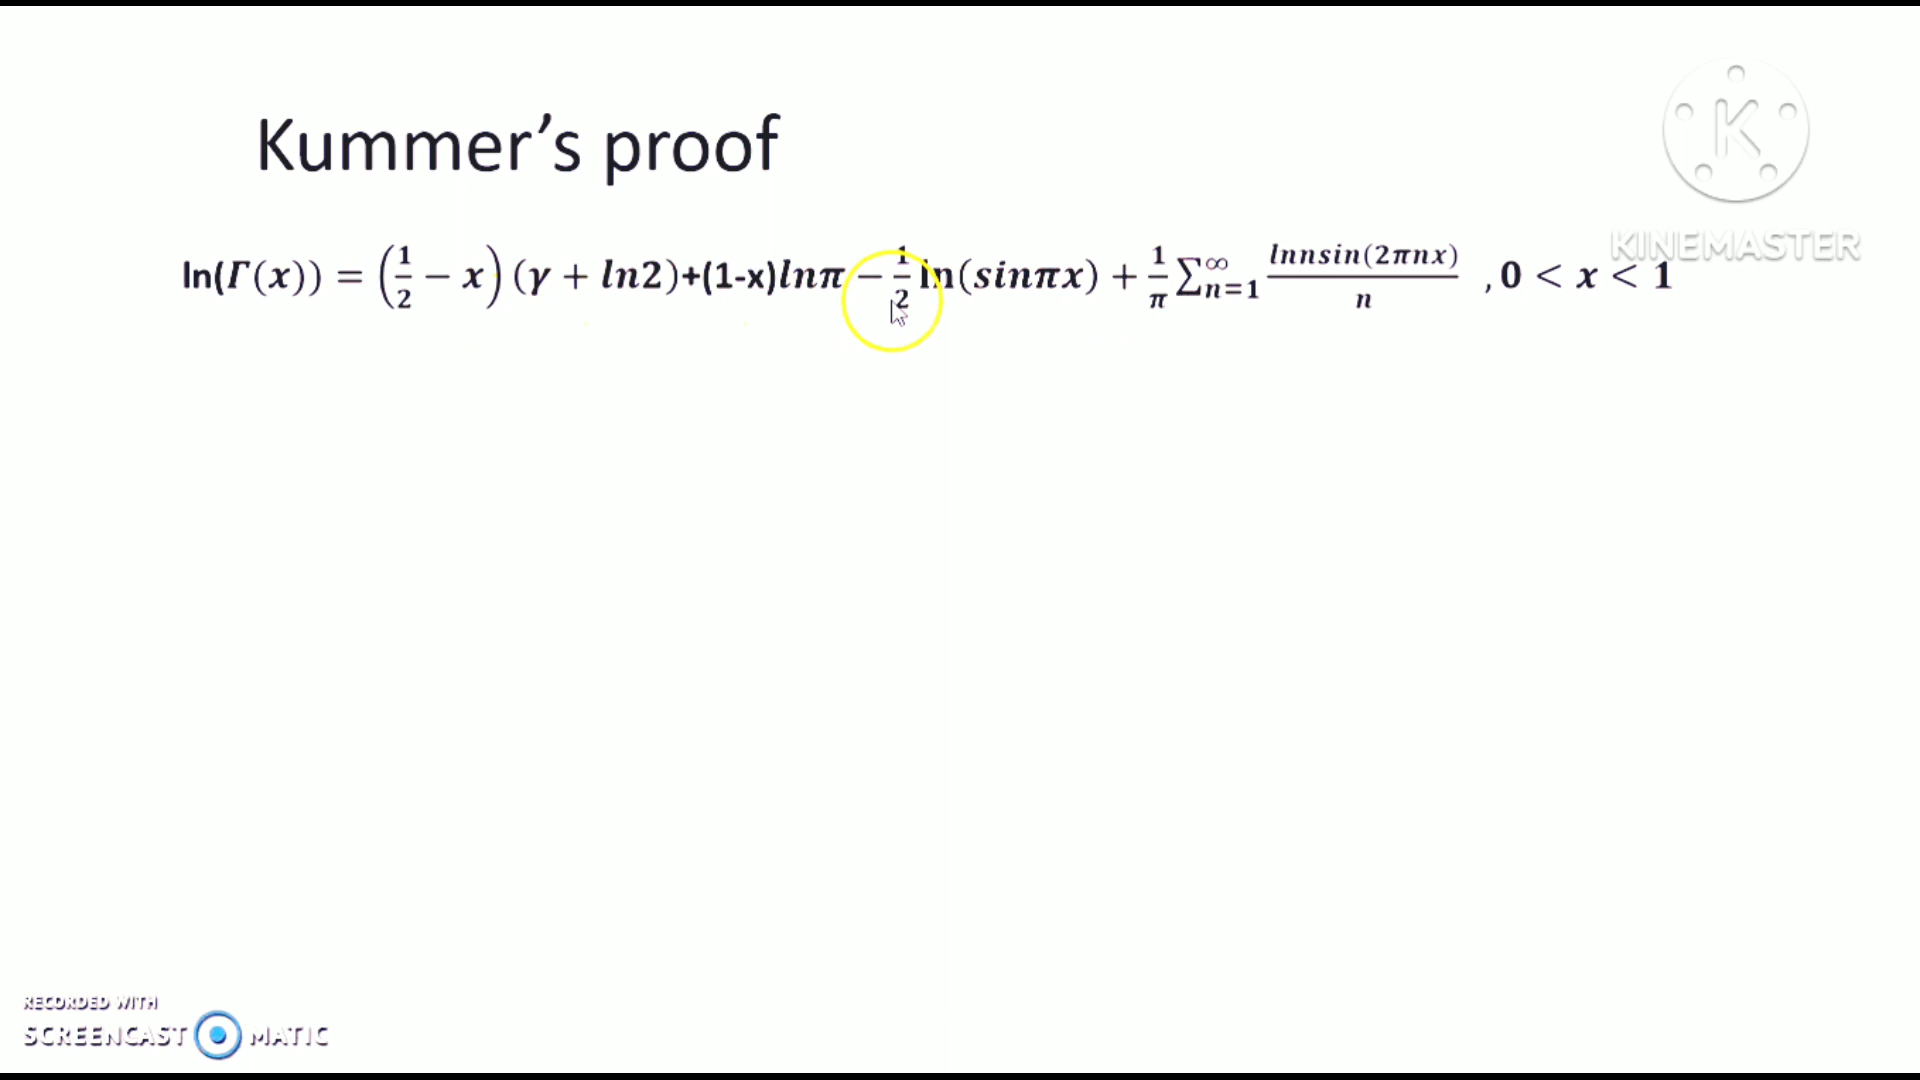 Kummer’s proof
K
KINEMASTER
ln(Γ(x)) = (1/2 − x)(γ + ln2)+(1-x)lnπ − 1/2 ln(sinπx) + 1/π ∑_{n=1}^{∞} lnnsin(2πnx)/n ,0 < x < 1
RECORDED WITH
SCREENCAST MATIC